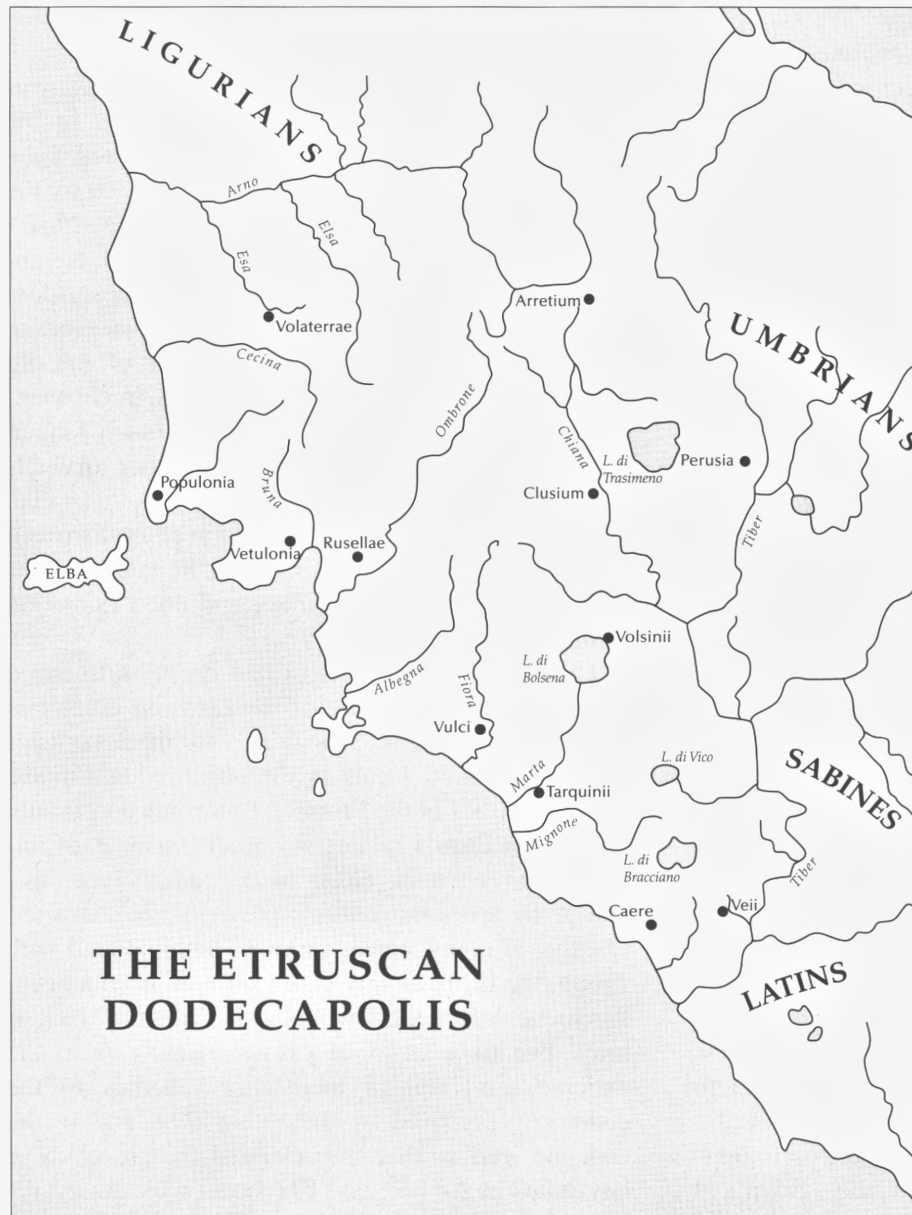 LIGURIANS
Arno
Esa
Elsa
Arretium
Volaterrae
UMBRIANS
Cecina
Ombrone
Chiana
L. di
Trasimeno
Perusia
Populonia
Bruna
Clusium
Tiber
Vetulonia
Rusellae
ELBA
Volsinii
L. di
Bolsena
Albegna
Fiora
Vulci
L. di Vico
SABINES
Marta
Tarquinii
Mignone
L. di
Bracciano
Tiber
Caere
Veii
THE ETRUSCAN
DODECAPOLIS
LATINS